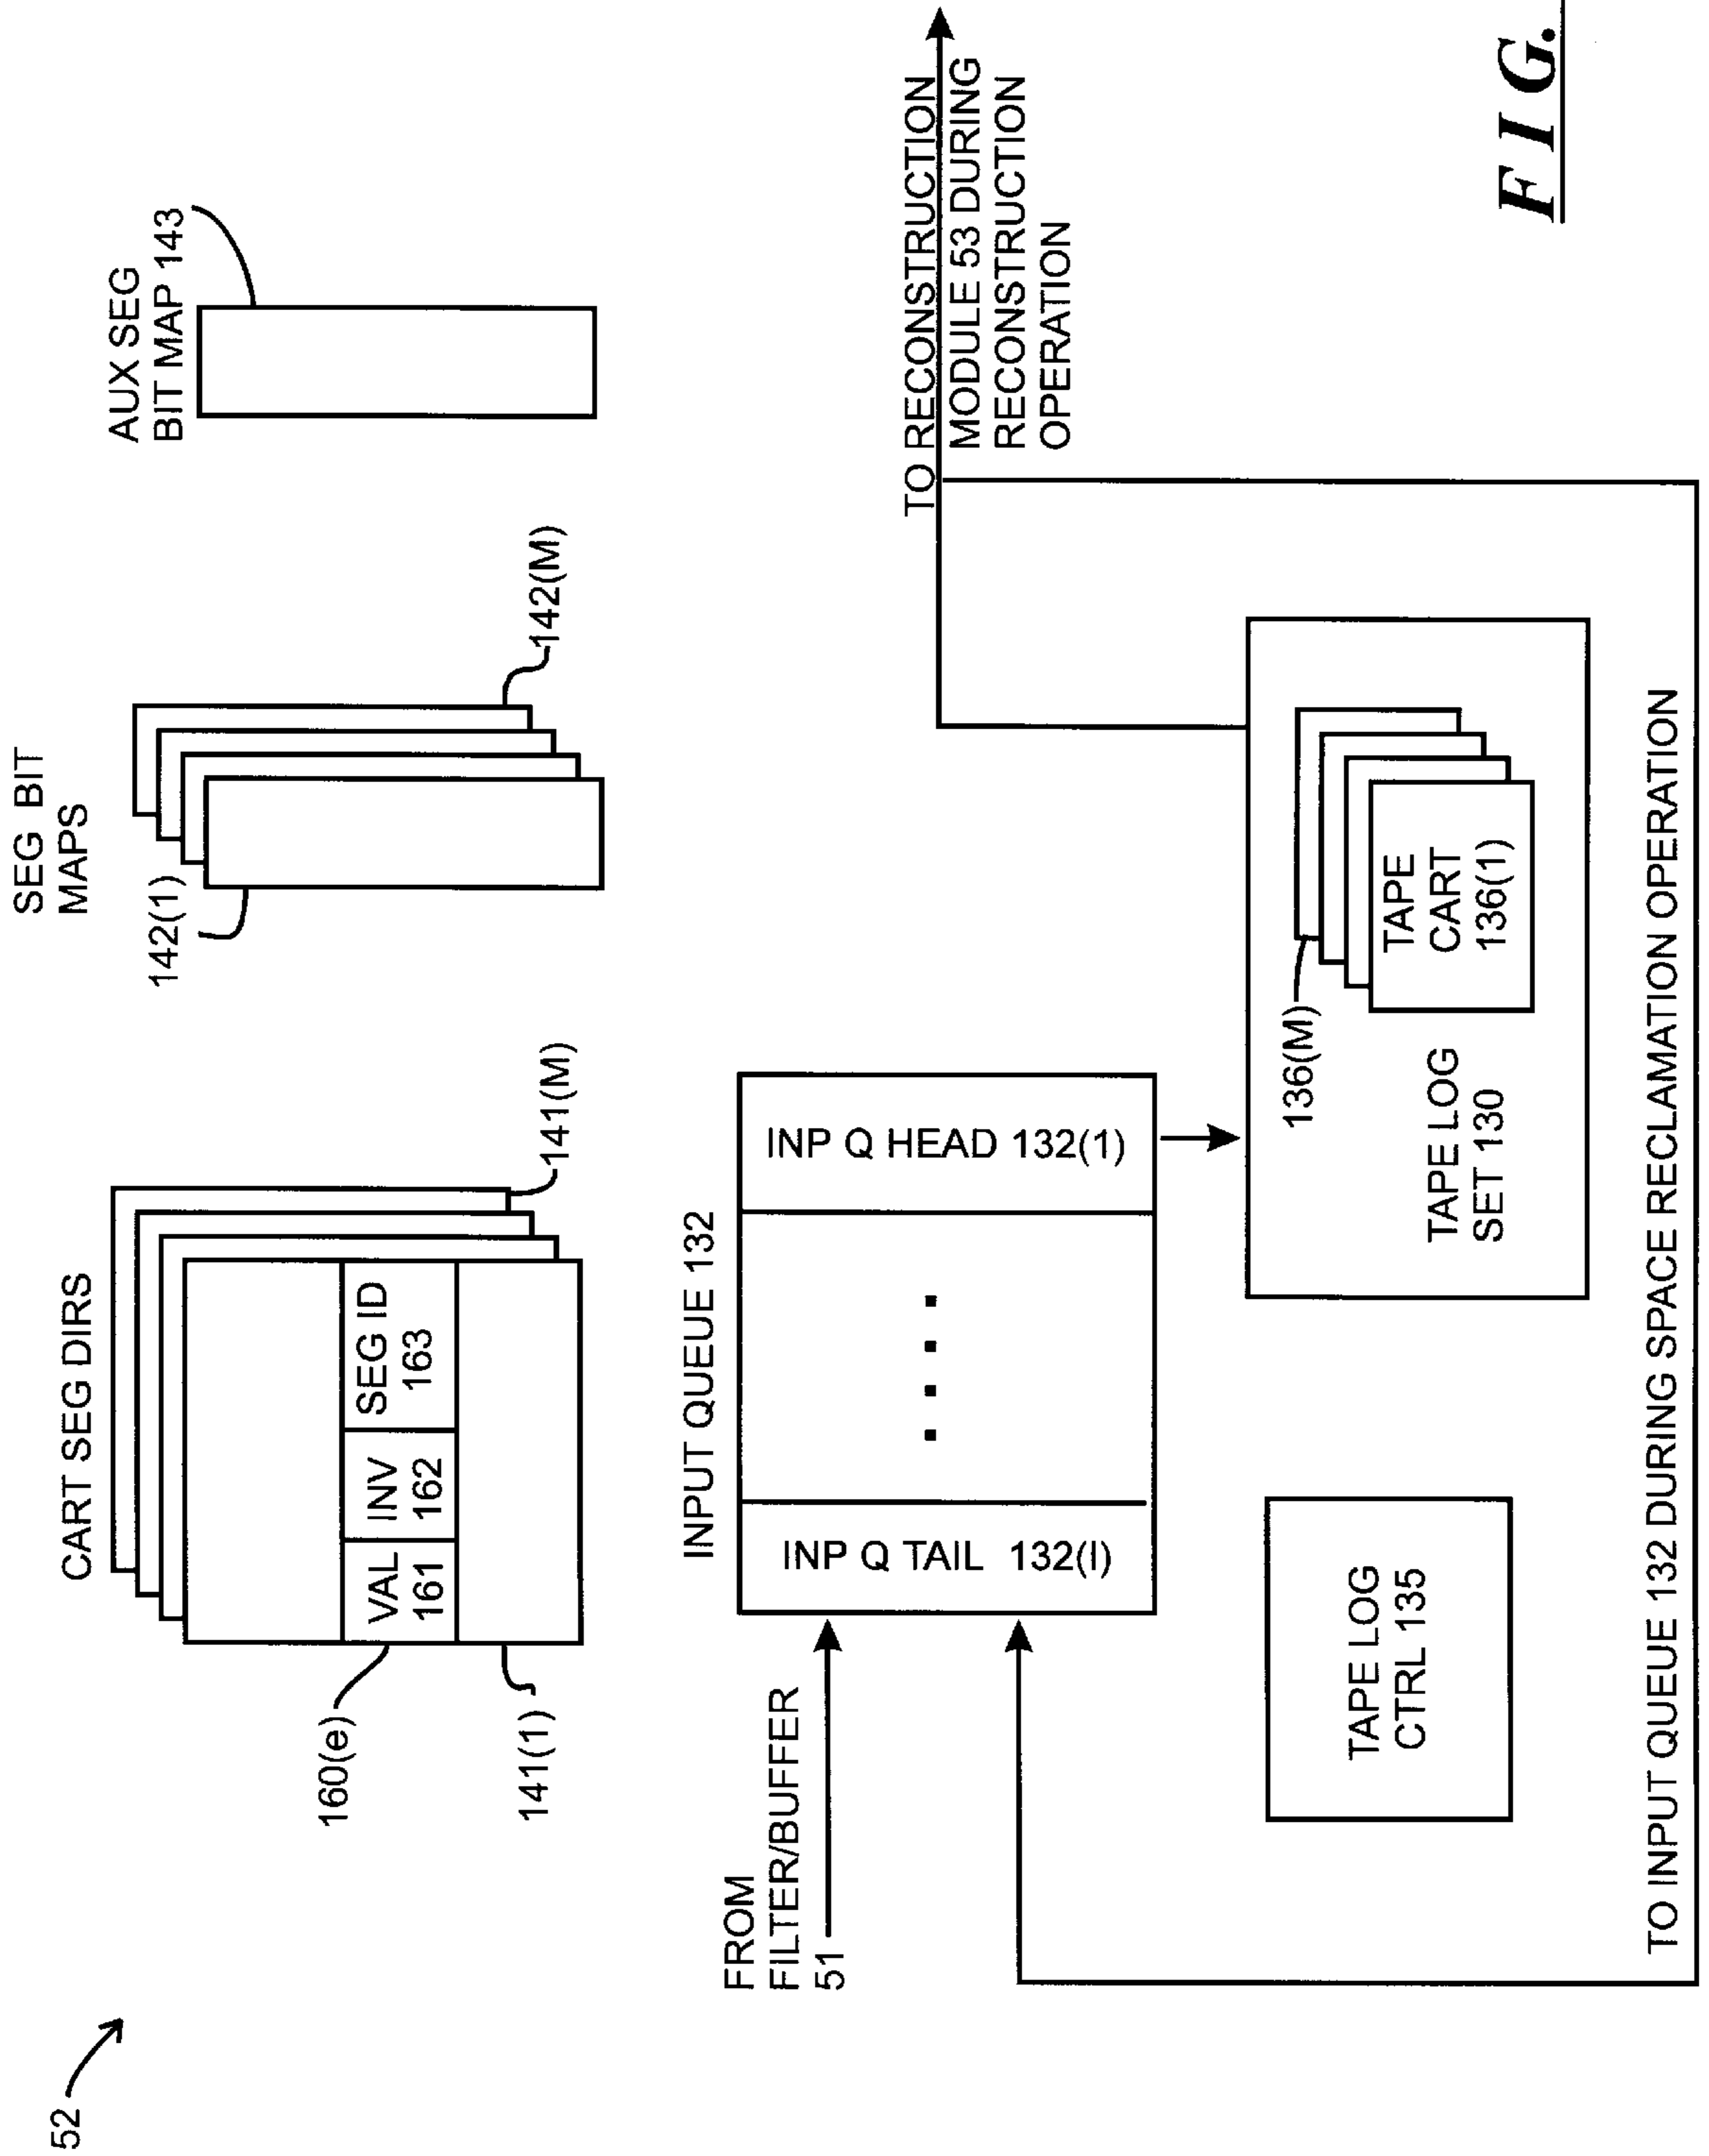 52
CART SEG DIRS
160(e)
VAL
161
INV
162
SEG ID
163
141(1)
141(M)
SEG BIT
MAPS
142(1)
142(M)
AUX SEG
BIT MAP 143
FROM
FILTER/BUFFER
51
INPUT QUEUE 132
INP Q TAIL 132(I)
INP Q HEAD 132(1)
TO RECONSTRUCTION
MODULE 53 DURING
RECONSTRUCTION
OPERATION
TAPE LOG
CTRL 135
TAPE LOG
SET 130
136(M)
TAPE
CART
136(1)
TO INPUT QUEUE 132 DURING SPACE RECLAMATION OPERATION
FIG.